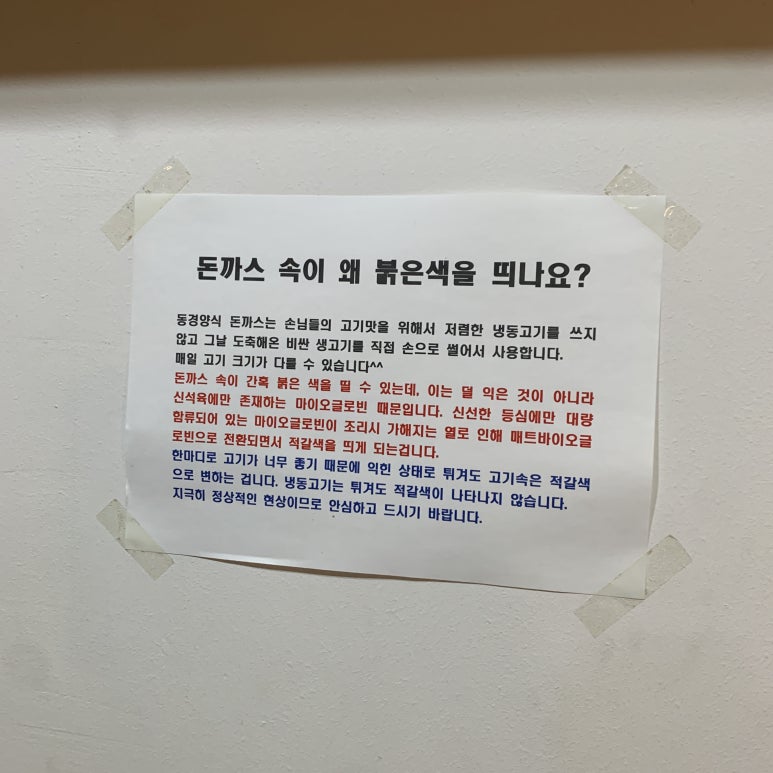 돈까스 속이 왜 붉은색을 띄나요?
동경양식 돈까스는 손님들의 고기맛을 위해서 저렴한 냉동고기를 쓰지
않고 그날 도축해온 비싼 생고기를 직접 손으로 썰어서 사용합니다.
매일 고기 크기가 다를 수 있습니다^^
돈까스 속이 간혹 붉은 색을 띨 수 있는데, 이는 덜 익은 것이 아니라
신석육에만 존재하는 마이오글로빈 때문입니다. 신선한 등심에만 대량
함류되어 있는 마이오글로빈이 조리시 가해지는 열로 인해 매트바이오글
로빈으로 전환되면서 적갈색을 띄게 되는겁니다.
한마디로 고기가 너무 좋기 때문에 익힌 상태로 튀겨도 고기속은 적갈색
으로 변하는 겁니다. 냉동고기는 튀겨도 적갈색이 나타나지 않습니다.
지극히 정상적인 현상이므로 안심하고 드시기 바랍니다.